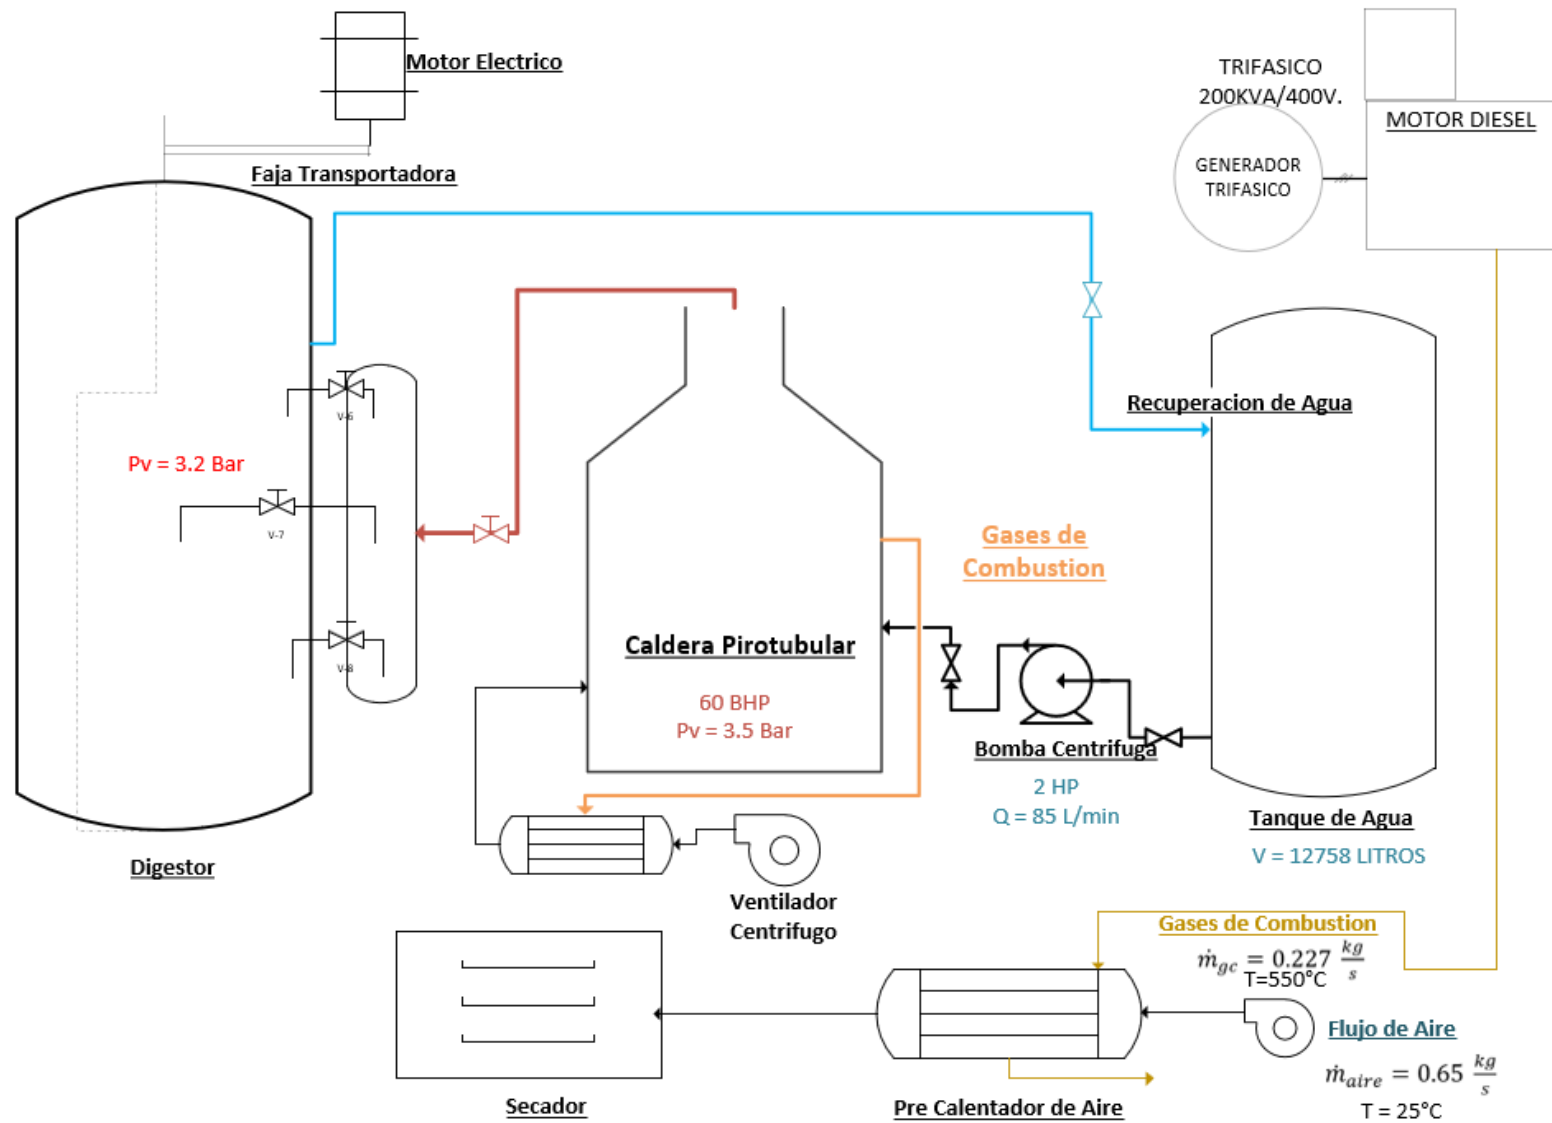 Motor Electrico
Faja Transportadora
TRIFASICO
200KVA/400V.
MOTOR DIESEL
GENERADOR
TRIFASICO
Recuperacion de Agua
V-6
Pv = 3.2 Bar
V-7
V-8
Gases de
Combustion
Caldera Pirotubular
60 BHP
Pv = 3.5 Bar
Bomba Centrifuga
2 HP
Q = 85 L/min
Tanque de Agua
V = 12758 LITROS
Digestor
Ventilador
Centrifugo
Gases de Combustion
ṁgc = 0.227 kg/s
T=550°C
Flujo de Aire
ṁaire = 0.65 kg/s
T = 25°C
Secador
Pre Calentador de Aire